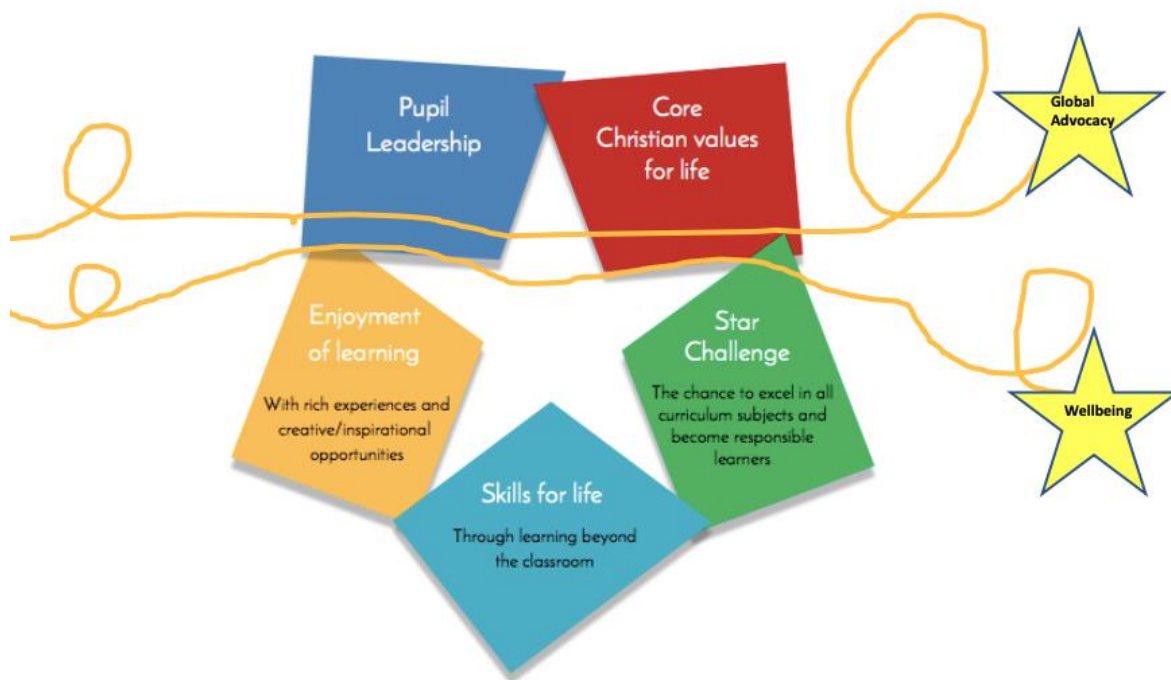 Pupil
Leadership
Core
Christian values
for life
Global
Advocacy
Enjoyment
of learning
With rich experiences and
creative/inspirational
opportunities
Star
Challenge
The chance to excel in all
curriculum subjects and
become responsible
learners
Wellbeing
Skills for life
Through learning beyond
the classroom